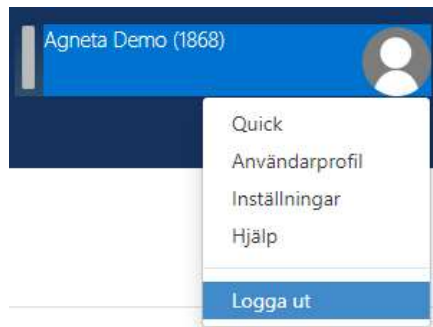 Agneta Demo (1868)
Quick
Användarprofil
Inställningar
Hjälp
Logga ut